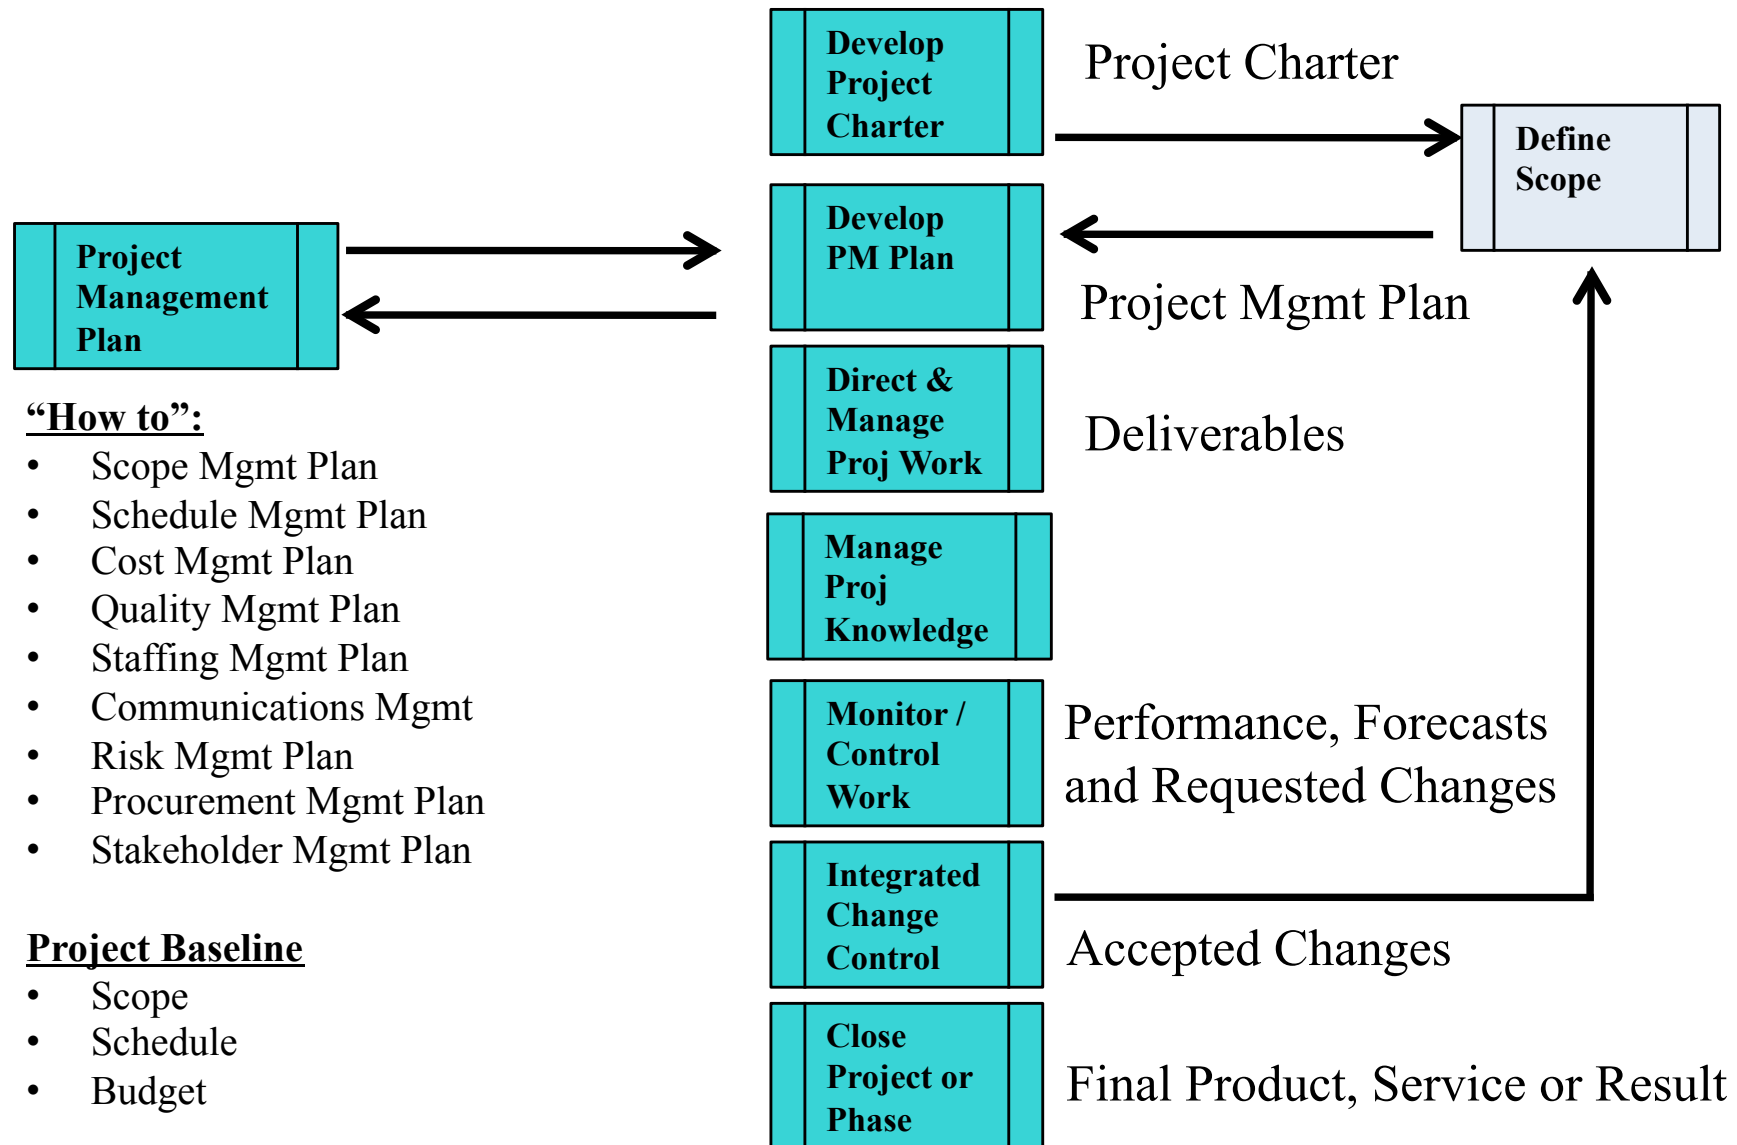 Develop
Project
Charter
Project Charter
Define
Scope
Develop
PM Plan
Project
Management
Plan
Project Mgmt Plan
Direct &
Manage
Proj Work
Deliverables
“How to”:
• Scope Mgmt Plan
• Schedule Mgmt Plan
• Cost Mgmt Plan
• Quality Mgmt Plan
• Staffing Mgmt Plan
• Communications Mgmt
• Risk Mgmt Plan
• Procurement Mgmt Plan
• Stakeholder Mgmt Plan
Manage
Proj
Knowledge
Monitor /
Control
Work
Performance, Forecasts
and Requested Changes
Integrated
Change
Control
Accepted Changes
Project Baseline
• Scope
• Schedule
• Budget
Close
Project or
Phase
Final Product, Service or Result